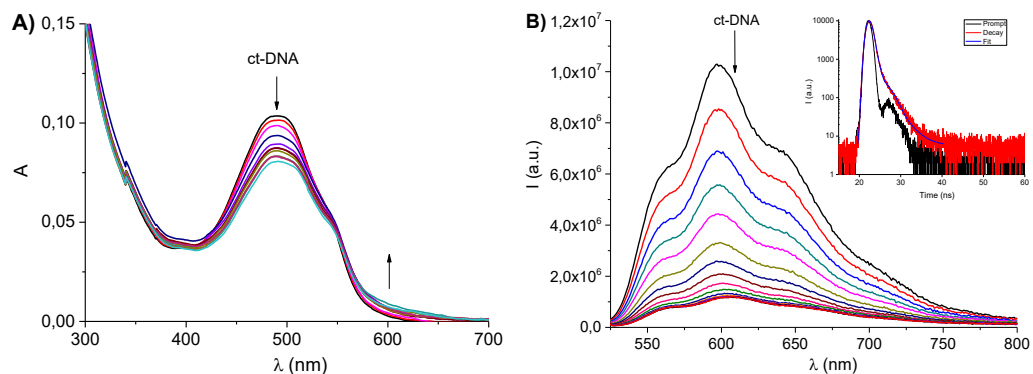 A)
ct-DNA
0,15
0,10
0,05
0,00
A
300
400
500
600
700
λ (nm)
B)
ct-DNA
1,2x10⁷
1,0x10⁷
8,0x10⁶
6,0x10⁶
4,0x10⁶
2,0x10⁶
0,0
I (a.u.)
550
600
650
700
750
800
λ (nm)
10000
1000
100
10
1
I (a.u.)
Prompt
Decay
Fit
20
30
40
50
60
Time (ns)